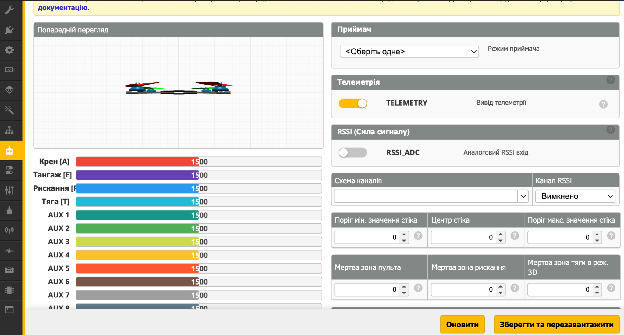 документацію.
Попередній перегляд
Крен [A]
1500
Тангаж [E]
1500
Рискання [R
1500
Тяга [T]
1500
AUX 1
1500
AUX 2
1500
AUX 3
1500
AUX 4
1500
AUX 5
1500
AUX 6
1500
AUX 7
1500
AUX 8
1500
Приймач
<Оберіть одне>
Режим приймача
Телеметрія
TELEMETRY
Вивід телеметрії
RSSI (Сила сигналу)
RSSI_ADC
Аналоговий RSSI вхід
Схема каналів
Канал RSSI
Вимкнено
Поріг мін. значення стіка
Центр стіка
Поріг макс. значення стіка
0
0
0
Мертва зона пульта
Мертва зона рискання
Мертва зона тяги в реж. 3D
0
0
0
Оновити
Зберегти та перезавантажити